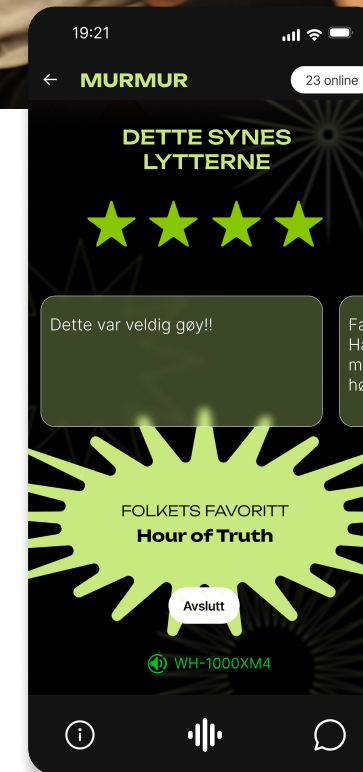 19:21
MURMUR
23 online
DETTE SYNES
LYTTERNE
Dette var veldig gøy!!
FOLKETS FAVORITT
Hour of Truth
Avslutt
WH-1000XM4